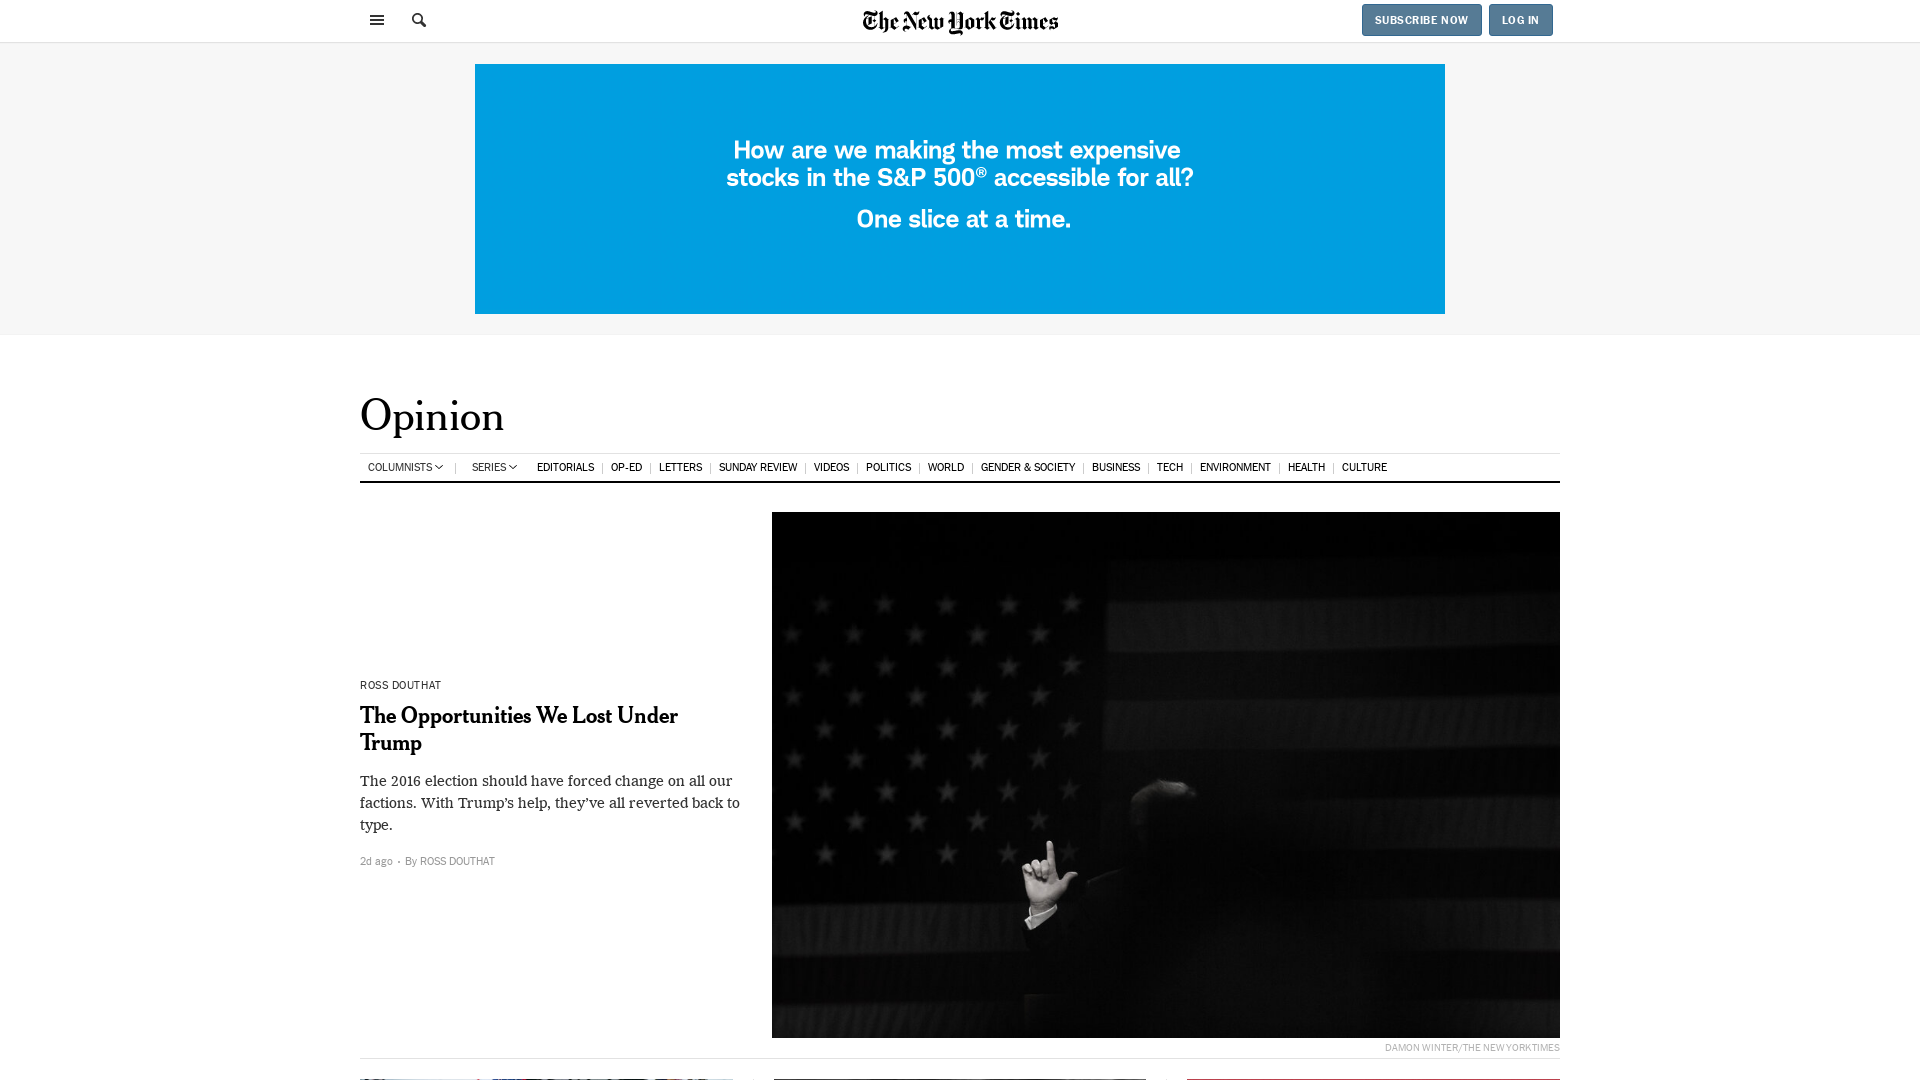 The New York Times
SUBSCRIBE NOW
LOG IN
How are we making the most expensive
stocks in the S&P 500® accessible for all?
One slice at a time.
Opinion
COLUMNISTS
SERIES
EDITORIALS
OP-ED
LETTERS
SUNDAY REVIEW
VIDEOS
POLITICS
WORLD
GENDER & SOCIETY
BUSINESS
TECH
ENVIRONMENT
HEALTH
CULTURE
ROSS DOUTHAT
The Opportunities We Lost Under
Trump
The 2016 election should have forced change on all our
factions. With Trump’s help, they’ve all reverted back to
type.
2d ago • By ROSS DOUTHAT
DAMON WINTER/THE NEW YORK TIMES